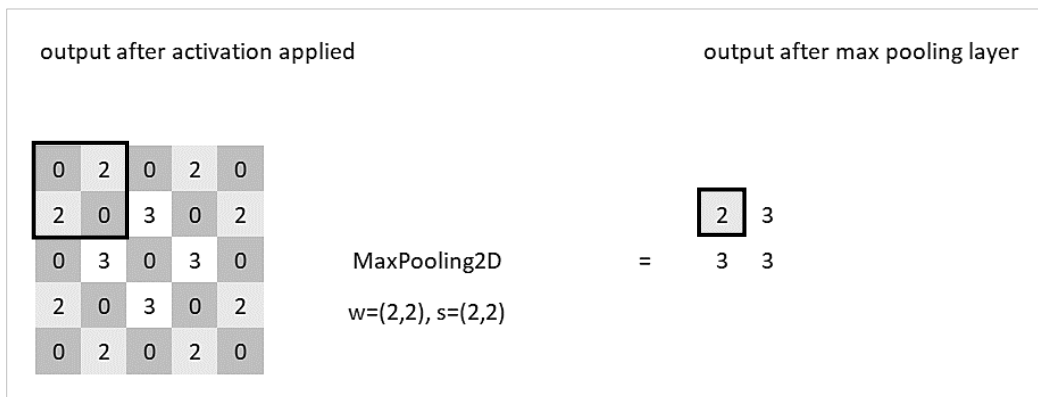 output after activation applied
output after max pooling layer
0 2 0 2 0
2 0 3 0 2
0 3 0 3 0
2 0 3 0 2
0 2 0 2 0
MaxPooling2D
w=(2,2), s=(2,2)
=
2 3
3 3